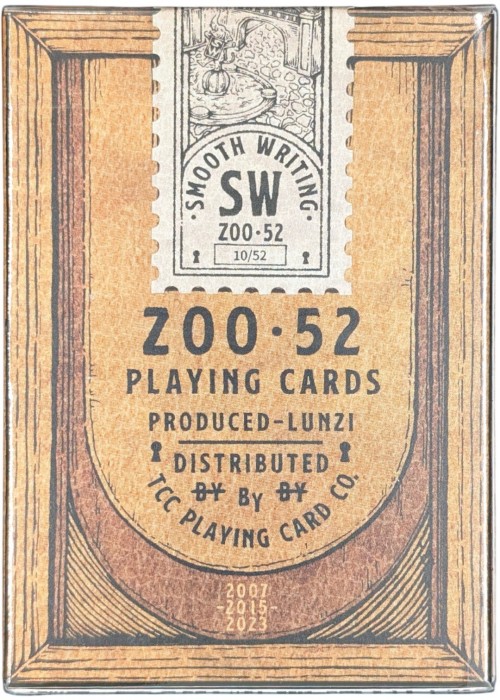 ·SMOOTH WRITING·
SW
ZOO·52
10/52
ZOO·52
PLAYING CARDS
PRODUCED-LUNZI
DISTRIBUTED
BY BY BY
TCC PLAYING CARD CO.
2007
-2015-
2023